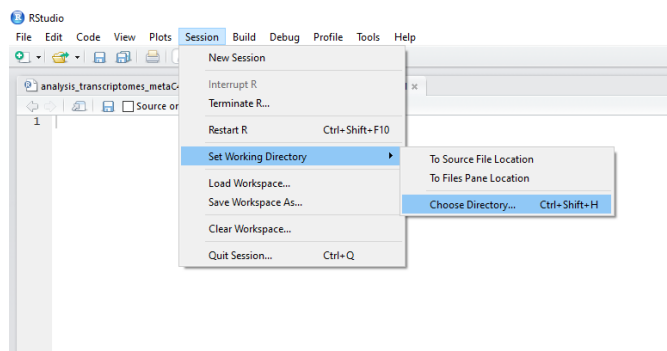 RStudio
File Edit Code View Plots Session Build Debug Profile Tools Help
New Session
Interrupt R
Terminate R...
Restart R Ctrl+Shift+F10
Set Working Directory
To Source File Location
To Files Pane Location
Choose Directory... Ctrl+Shift+H
Load Workspace...
Save Workspace As...
Clear Workspace...
Quit Session... Ctrl+Q
analysis_transcriptomes_metaC
Source or
1